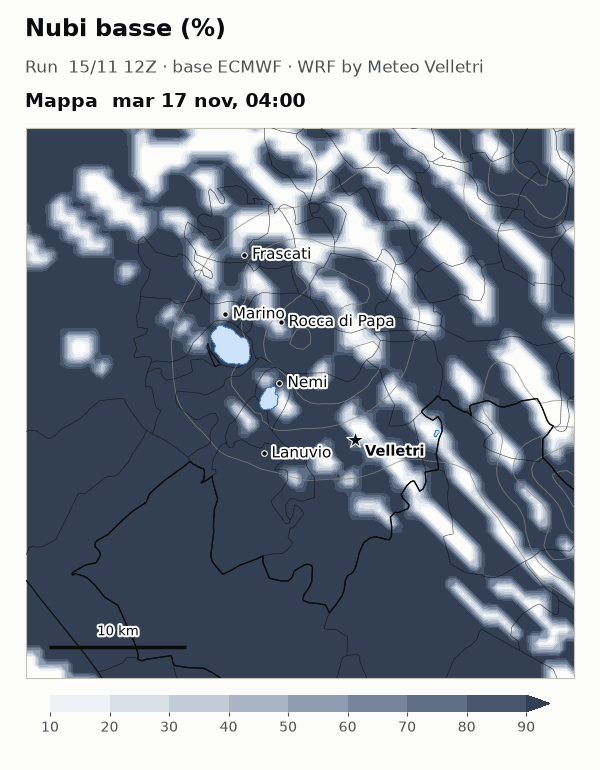 Nubi basse (%)
Run  15/11 12Z · base ECMWF · WRF by Meteo Velletri
Mappa  mar 17 nov, 04:00
Frascati
Marino
Rocca di Papa
Nemi
Velletri
Lanuvio
10 km
10 20 30 40 50 60 70 80 90